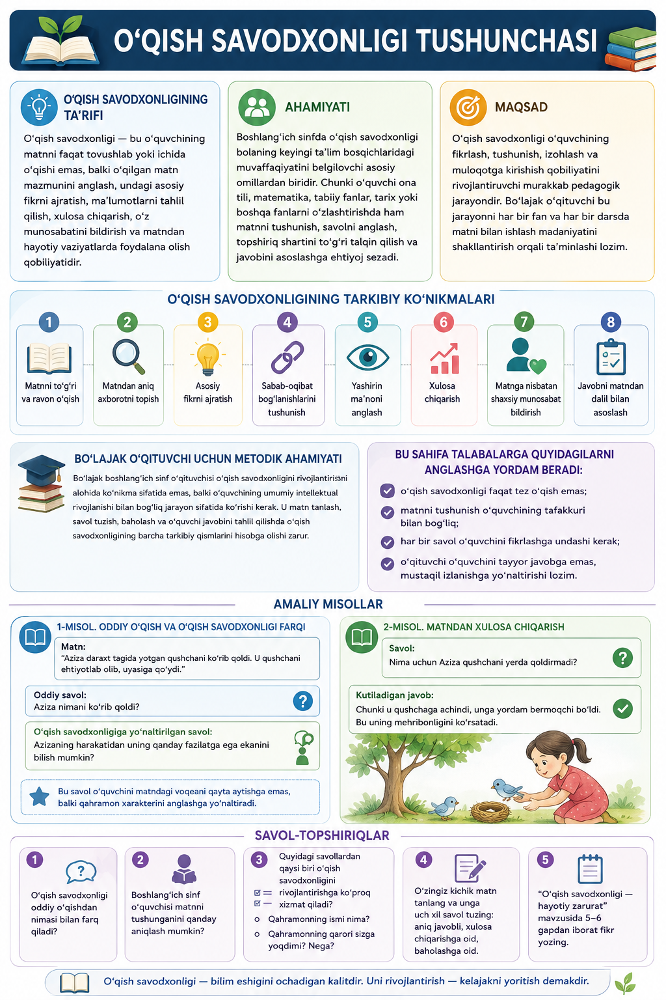 O‘QISH SAVODXONLIGI TUSHUNCHASI
O‘QISH SAVODXONLIGINING
TA’RIFI
O‘qish savodxonligi — bu o‘quvchining
matnni faqat tovushlab yoki ichida
o‘qishi emas, balki o‘qilgan matn
mazmunini anglash, undagi asosiy
fikrni ajratish, ma’lumotlarni tahlil
qilish, xulosa chiqarish, o‘z
munosabatini bildirish va matndan
hayotiy vaziyatlarda foydalana olish
qobiliyatidir.
AHAMIYATI
Boshlang‘ich sinfda o‘qish savodxonligi
bolaning keyingi ta’lim bosqichlaridagi
muvaffaqiyatini belgilovchi asosiy
omillardan biridir. Chunki o‘quvchi ona
tili, matematika, tabiiy fanlar, tarix yoki
boshqa fanlarni o‘zlashtirishda ham
matnni tushunish, savolni anglash,
topshiriq shartini to‘g‘ri talqin qilish va
javobini asoslashga ehtiyoj sezadi.
MAQSAD
O‘qish savodxonligi o‘quvchining
fikrlash, tushunish, izohlash va
muloqotga kirishish qobiliyatini
rivojlantiruvchi murakkab pedagogik
jarayondir. Bo‘lajak o‘qituvchi bu
jarayonni har bir fan va har bir darsda
matni bilan ishlash madaniyatini
shakllantirish orqali ta’minlashi lozim.
O‘QISH SAVODXONLIGINING TARKIBIY KO‘NIKMALARI
1
Matnni to‘g‘ri
va ravon o‘qish
2
Matndan aniq
axborotni topish
3
Asosiy
fikrni ajratish
4
Sabab-oqibat
bog‘lanishlarini
tushunish
5
Yashirin
ma’noni
anglash
6
Xulosa
chiqarish
7
Matnga nisbatan
shaxsiy munosabat
bildirish
8
Javobni matndan
dalil bilan
asoslash
BO‘LAJAK O‘QITUVCHI UCHUN METODIK AHAMIYATI
Bo‘lajak boshlang‘ich sinf o‘qituvchisi o‘qish savodxonligini rivojlantirishni
alohida ko‘nikma sifatida emas, balki o‘quvchining umumiy intellektual
rivojlanishi bilan bog‘liq jarayon sifatida ko‘rishi kerak. U matn tanlash,
savol tuzish, baholash va o‘quvchi javobini tahlil qilishda o‘qish
savodxonligining barcha tarkibiy qismlarini hisobga olishi zarur.
BU SAHIFA TALABALARGA QUYIDAGILARNI
ANGLASHGA YORDAM BERADI:
o‘qish savodxonligi faqat tez o‘qish emas;
matnni tushunish o‘quvchining tafakkuri
bilan bog‘liq;
har bir savol o‘quvchini fikrlashga undashi kerak;
o‘qituvchi o‘quvchini tayyor javobga emas,
mustaqil izlanishga yo‘naltirishi lozim.
AMALIY MISOLLAR
1-MISOL. ODDIY O‘QISH VA O‘QISH SAVODXONLIGI FARQI
Matn:
“Aziza daraxt tagida yotgan qushchani ko‘rib qoldi. U qushchani
ehtiyotlab olib, uyasiga qo‘ydi.”
Oddiy savol:
Aziza nimani ko‘rib qoldi?
?
O‘qish savodxonligiga yo‘naltirilgan savol:
Azizaning harakatidan uning qanday fazilatga ega ekanini
bilish mumkin?
Bu savol o‘quvchini matndagi voqeani qayta aytishga emas,
balki qahramon xarakterini anglashga yo‘naltiradi.
2-MISOL. MATNDAN XULOSA CHIQARISH
Savol:
Nima uchun Aziza qushchani yerda qoldirmadi?
?
Kutiladigan javob:
Chunki u qushchaga achindi, unga yordam bermoqchi bo‘ldi.
Bu uning mehribonligini ko‘rsatadi.
SAVOL-TOPSHIRIQLAR
1
?
O‘qish savodxonligi
oddiy o‘qishdan
nimasi bilan farq
qiladi?
2
Boshlang‘ich sinf
o‘quvchisi matnni
tushunganini qanday
aniqlash mumkin?
3
Quyidagi savollardan
qaysi biri o‘qish
savodxonligini
rivojlantirishga ko‘proq
xizmat qiladi?
Qahramonning ismi nima?
Qahramonning qarori sizga
yoqdimi? Nega?
4
O‘zingiz kichik matn
tanlang va unga
uch xil savol tuzing:
aniq javobli, xulosa
chiqarishga oid,
baholashga oid.
5
“O‘qish savodxonligi —
hayotiy zarurat”
mavzusida 5–6
gapdan iborat fikr
yozing.
O‘qish savodxonligi — bilim eshigini ochadigan kalitdir. Uni rivojlantirish — kelajakni yoritish demakdir.